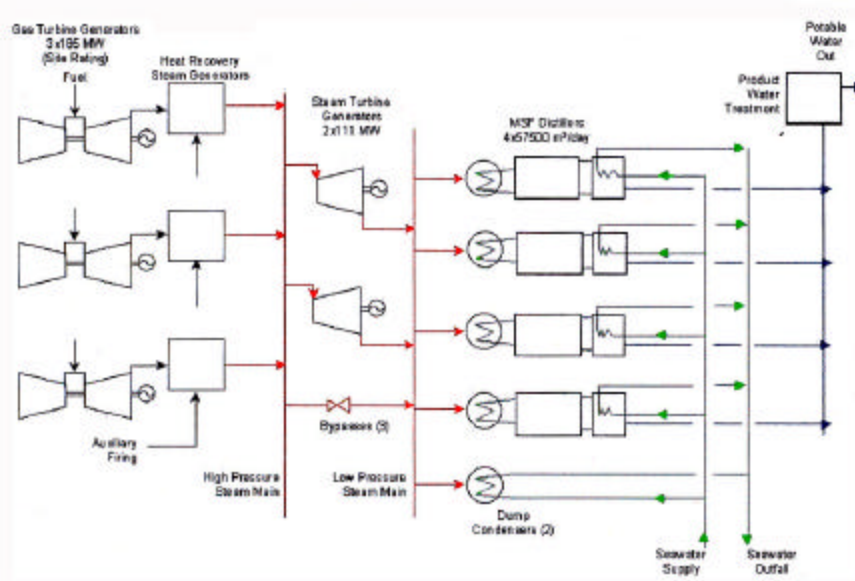 Gas Turbine Generators
3x185 MW
(Site Rating)
Fuel
Heat Recovery
Steam Generators
Steam Turbine
Generators
2x111 MW
MSF Distillers
4x57500 m³/day
Potable
Water
Out
Product
Water
Treatment
Auxiliary
Firing
High Pressure
Steam Main
Bypasses (3)
Low Pressure
Steam Main
Dump
Condensers (2)
Seawater
Supply
Seawater
Outfall